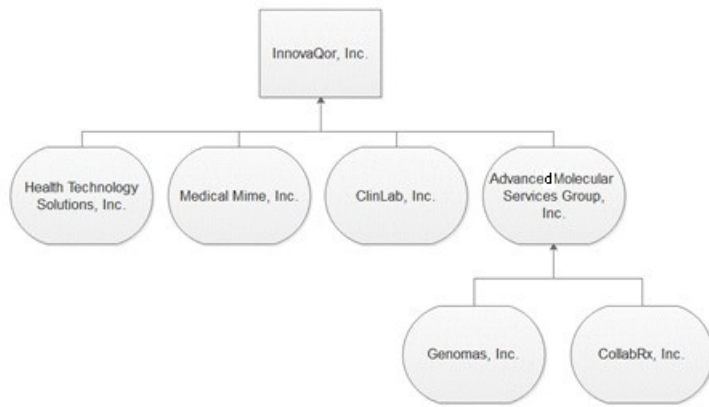 InnovaQor, Inc.
Health Technology
Solutions, Inc.
Medical Mime, Inc.
ClinLab, Inc.
Advanced Molecular
Services Group,
Inc.
Genomas, Inc.
CollabRx, Inc.